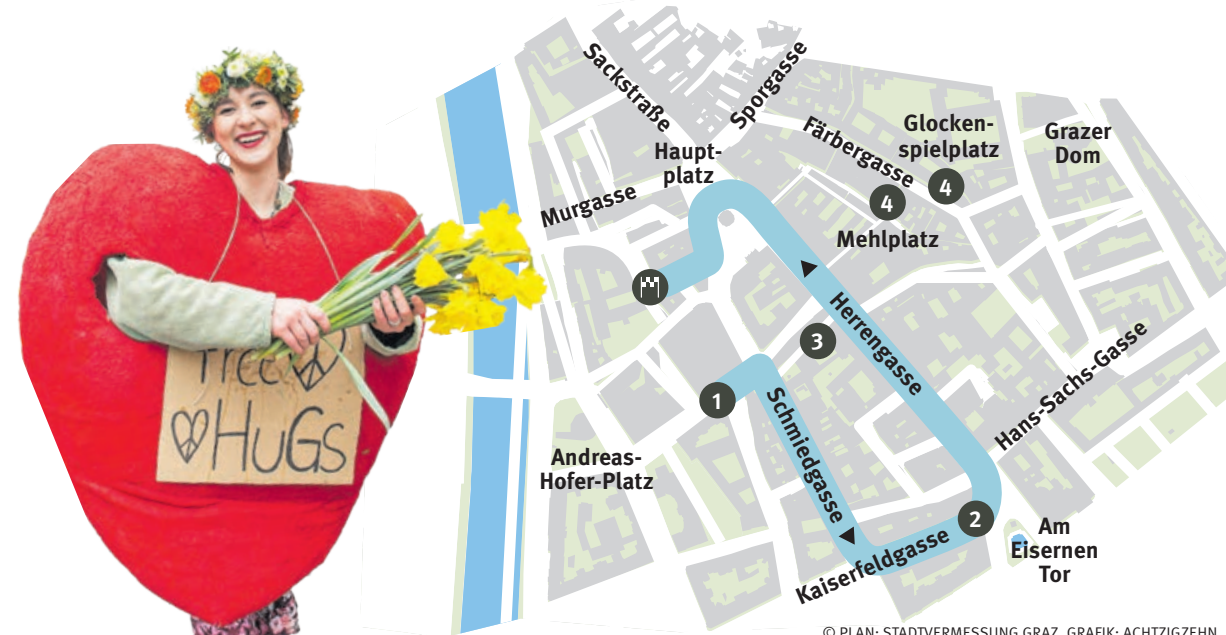 Free
HuGs
Sackstraße
Sporgasse
Färbergasse
Glocken-
spielplatz
Grazer
Dom
Haupt-
platz
Murgasse
4
4
Mehlplatz
Herrengasse
3
1
Schmiedgasse
Hans-Sachs-Gasse
Andreas-
Hofer-Platz
2
Kaiserfeldgasse
Am
Eisernen
Tor
© PLAN: STADTVERMESSUNG GRAZ, GRAFIK: ACHTZIGZEHN